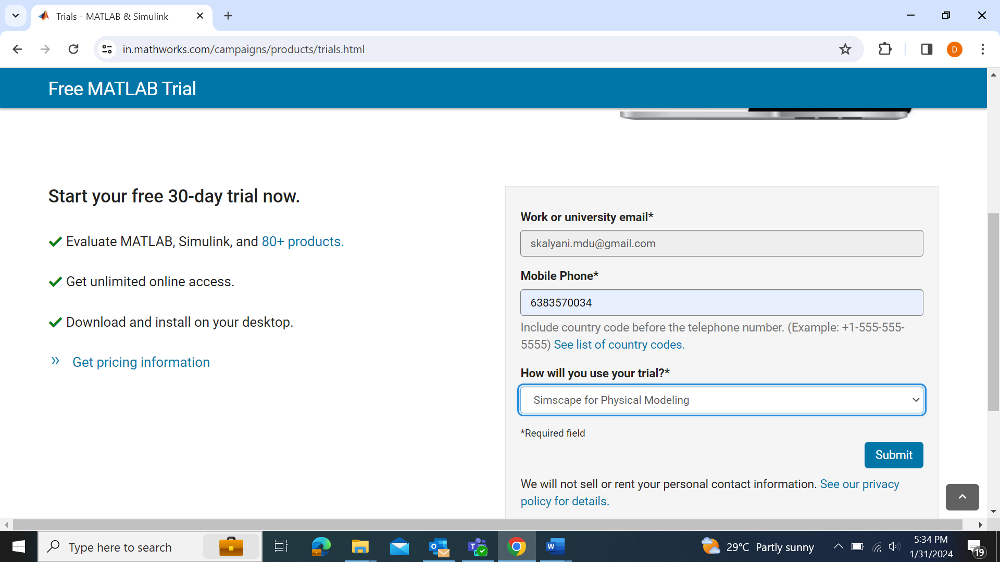 Trials - MATLAB & Simulink
in.mathworks.com/campaigns/products/trials.html
D
Free MATLAB Trial
Start your free 30-day trial now.
Evaluate MATLAB, Simulink, and 80+ products.
Get unlimited online access.
Download and install on your desktop.
» Get pricing information
Work or university email*
skalyani.mdu@gmail.com
Mobile Phone*
6383570034
Include country code before the telephone number. (Example: +1-555-555-
5555) See list of country codes.
How will you use your trial?*
Simscape for Physical Modeling
*Required field
Submit
We will not sell or rent your personal contact information. See our privacy
policy for details.
Type here to search
29°C Partly sunny
5:34 PM
1/31/2024
19